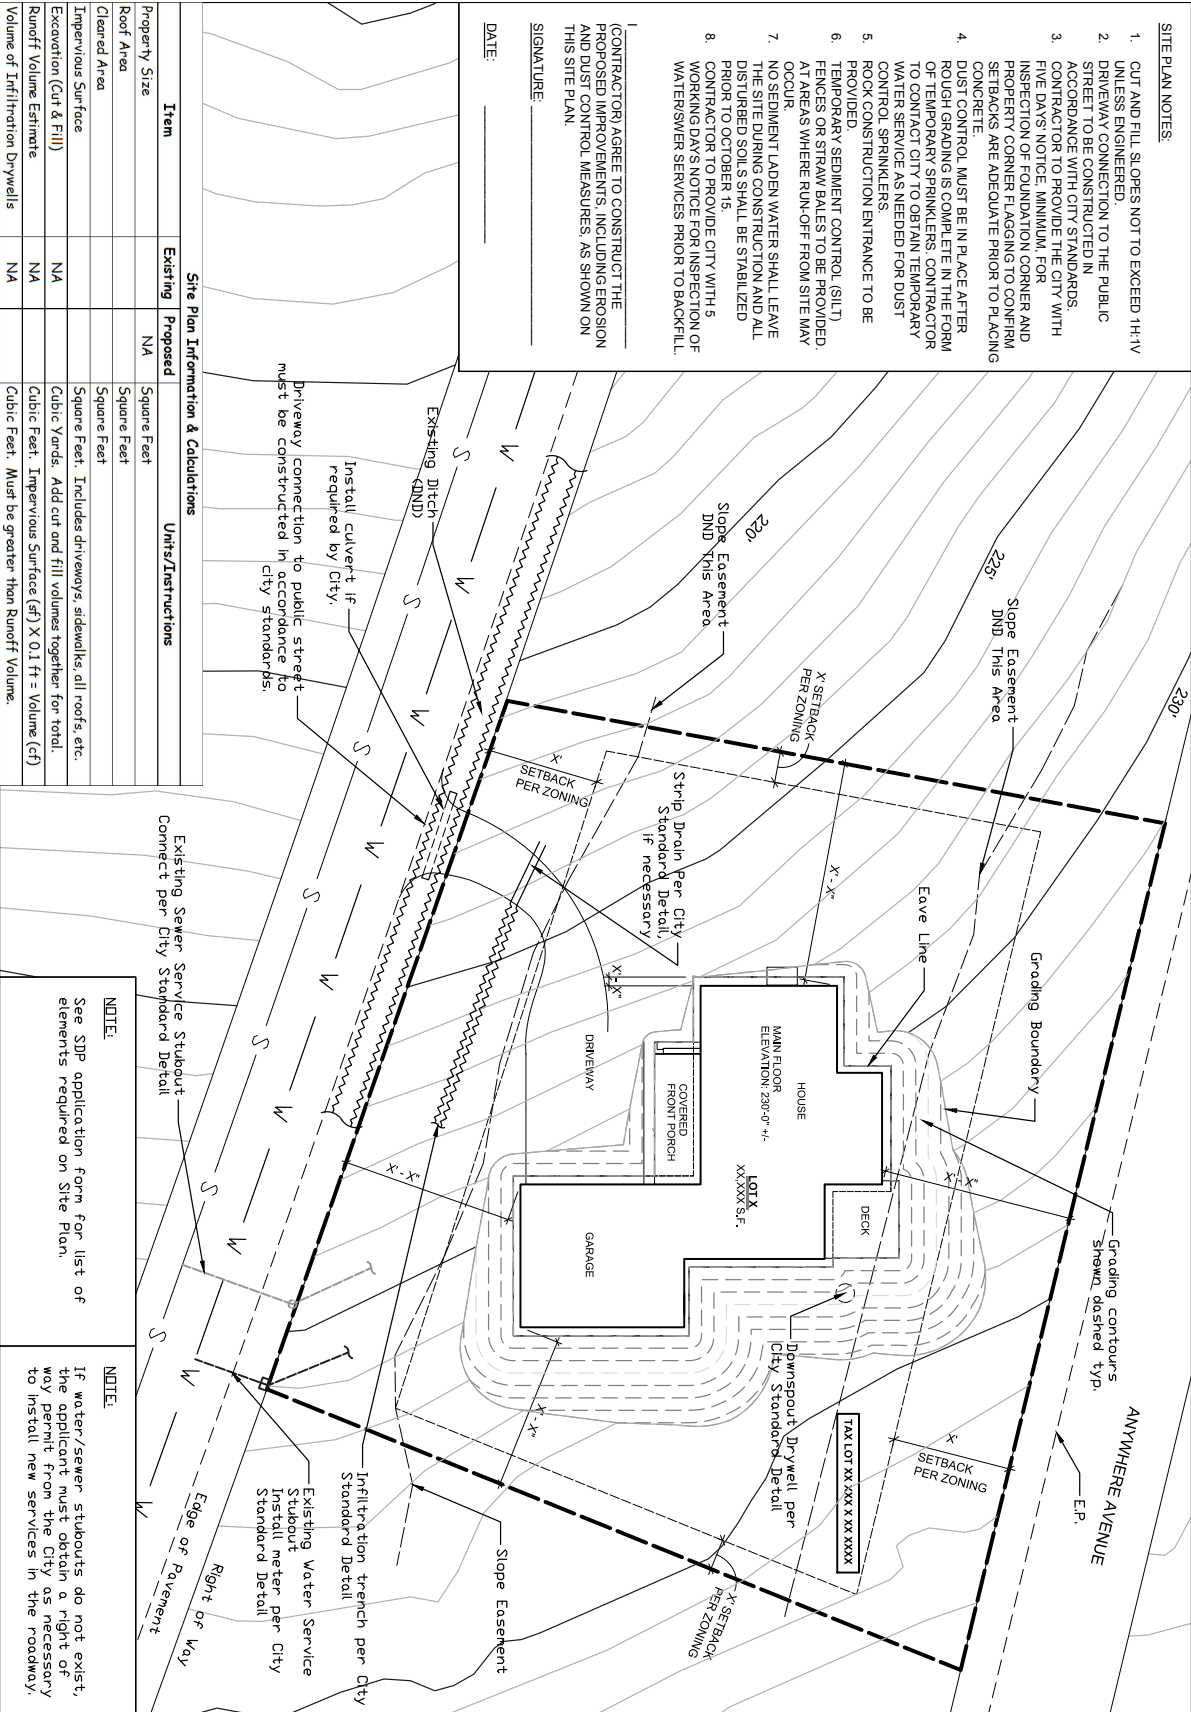 SITE PLAN NOTES:
1. CUT AND FILL SLOPES NOT TO EXCEED 1H:1V
UNLESS ENGINEERED.
2. DRIVEWAY CONNECTION TO THE PUBLIC
STREET TO BE CONSTRUCTED IN
ACCORDANCE WITH CITY STANDARDS.
3. CONTRACTOR TO PROVIDE THE CITY WITH
FIVE DAYS' NOTICE, MINIMUM, FOR
INSPECTION OF FOUNDATION CORNER AND
PROPERTY CORNER FLAGGING TO CONFIRM
SETBACKS ARE ADEQUATE PRIOR TO PLACING
CONCRETE.
4. DUST CONTROL MUST BE IN PLACE AFTER
ROUGH GRADING IS COMPLETE IN THE FORM
OF TEMPORARY SPRINKLERS. CONTRACTOR
TO CONTACT CITY TO OBTAIN TEMPORARY
WATER SERVICE AS NEEDED FOR DUST
CONTROL SPRINKLERS.
5. ROCK CONSTRUCTION ENTRANCE TO BE
PROVIDED.
6. TEMPORARY SEDIMENT CONTROL (SILT)
FENCES OR STRAW BALES TO BE PROVIDED.
AT AREAS WHERE RUN-OFF FROM SITE MAY
OCCUR.
7. NO SEDIMENT LADEN WATER SHALL LEAVE
THE SITE DURING CONSTRUCTION AND ALL
DISTURBED SOILS SHALL BE STABILIZED
PRIOR TO OCTOBER 15.
8. CONTRACTOR TO PROVIDE CITY WITH 5
WORKING DAYS NOTICE FOR INSPECTION OF
WATER/SWER SERVICES PRIOR TO BACKFILL.
I
(CONTRACTOR) AGREE TO CONSTRUCT THE
PROPOSED IMPROVEMENTS, INCLUDING EROSION
AND DUST CONTROL MEASURES, AS SHOWN ON
THIS SITE PLAN.
SIGNATURE:
DATE:
230'
225'
220'
Slope Easement
DND This Area
Slope Easement
DND This Area
X' SETBACK
PER ZONING
X' - X"
Eave Line
Grading Boundary
Grading contours
shown dashed typ.
ANYWHERE AVENUE
E.P.
X'
SETBACK
PER ZONING
TAX LOT XX XXX X XX XXXX
X' - X"
HOUSE
MAIN FLOOR
ELEVATION: 230'-0" +/-
LOT X
XX,XXX S.F.
DECK
COVERED
FRONT PORCH
GARAGE
DRIVEWAY
X'-X"
Strip Drain Per City
Standard Detail,
if necessary
X'
SETBACK
PER ZONING
Downspout Drywell per
City Standard Detail
X' - X"
X' SETBACK
PER ZONING
X' - X"
Slope Easement
Infiltration trench per City
Standard Detail
Existing Water Service
Stubout
Install meter per City
Standard Detail
Right of Way
Edge of Pavement
Existing Ditch
(DND)
Install culvert if
required by City.
Driveway connection to public street
must be constructed in accordance to
city standards.
W
W
W
W
W
W
W
W
W
W
S
S
S
S
S
S
S
Existing Sewer Service Stubout
Connect per City Standard Detail
Site Plan Information & Calculations
Item Existing Proposed Units/Instructions
Property Size NA Square Feet
Roof Area Square Feet
Cleared Area Square Feet
Impervious Surface Square Feet. Includes driveways, sidewalks, all roofs, etc.
Excavation (Cut & Fill) NA Cubic Yards. Add cut and fill volumes together for total.
Runoff Volume Estimate NA Cubic Feet. Impervious Surface (sf) X 0.1 ft = Volume (cf)
Volume of Infiltration Drywells NA Cubic Feet. Must be greater than Runoff Volume.
NOTE:
See SDP application form for list of
elements required on Site Plan.
NOTE:
If water/sewer stubouts do not exist,
the applicant must obtain a right of
way permit from the City as necessary
to install new services in the roadway.